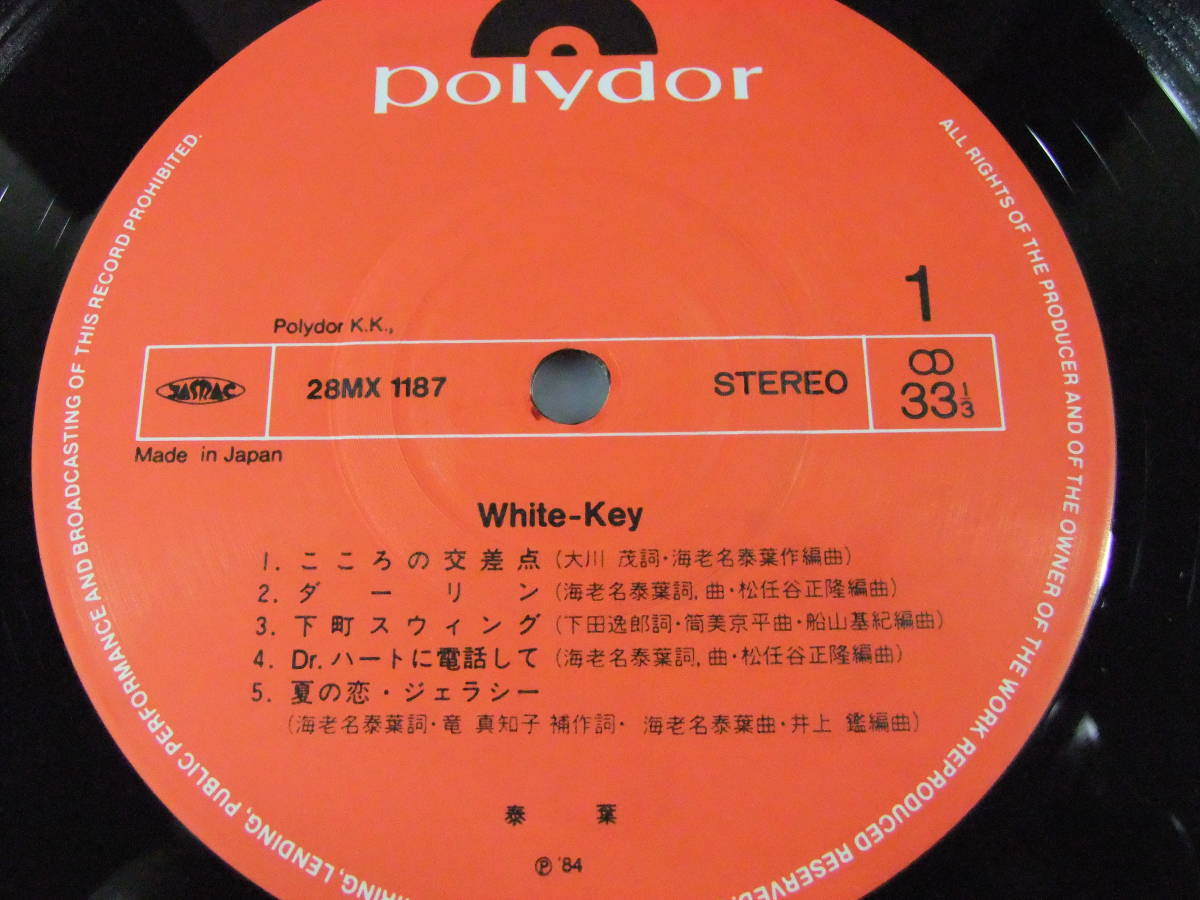 polydor
1
Polydor K.K.,
JASRAC
28MX 1187
STEREO
33 1/3
Made in Japan
White-Key
1. こころの交差点 (大川 茂詞・海老名泰葉作編曲)
2. ダーリン (海老名泰葉詞, 曲・松任谷正隆編曲)
3. 下町スウィング (下田逸郎詞・筒美京平曲・船山基紀編曲)
4. Dr.ハートに電話して (海老名泰葉詞, 曲・松任谷正隆編曲)
5. 夏の恋・ジェラシー
(海老名泰葉詞・竜 真知子 補作詞・ 海老名泰葉曲・井上 鑑編曲)
泰 葉
Ⓟ '84
ALL RIGHTS OF THE PRODUCER AND OF THE OWNER OF THE WORK REPRODUCED RESERVED.
HIRING, LENDING, PUBLIC PERFORMANCE AND BROADCASTING OF THIS RECORD PROHIBITED.